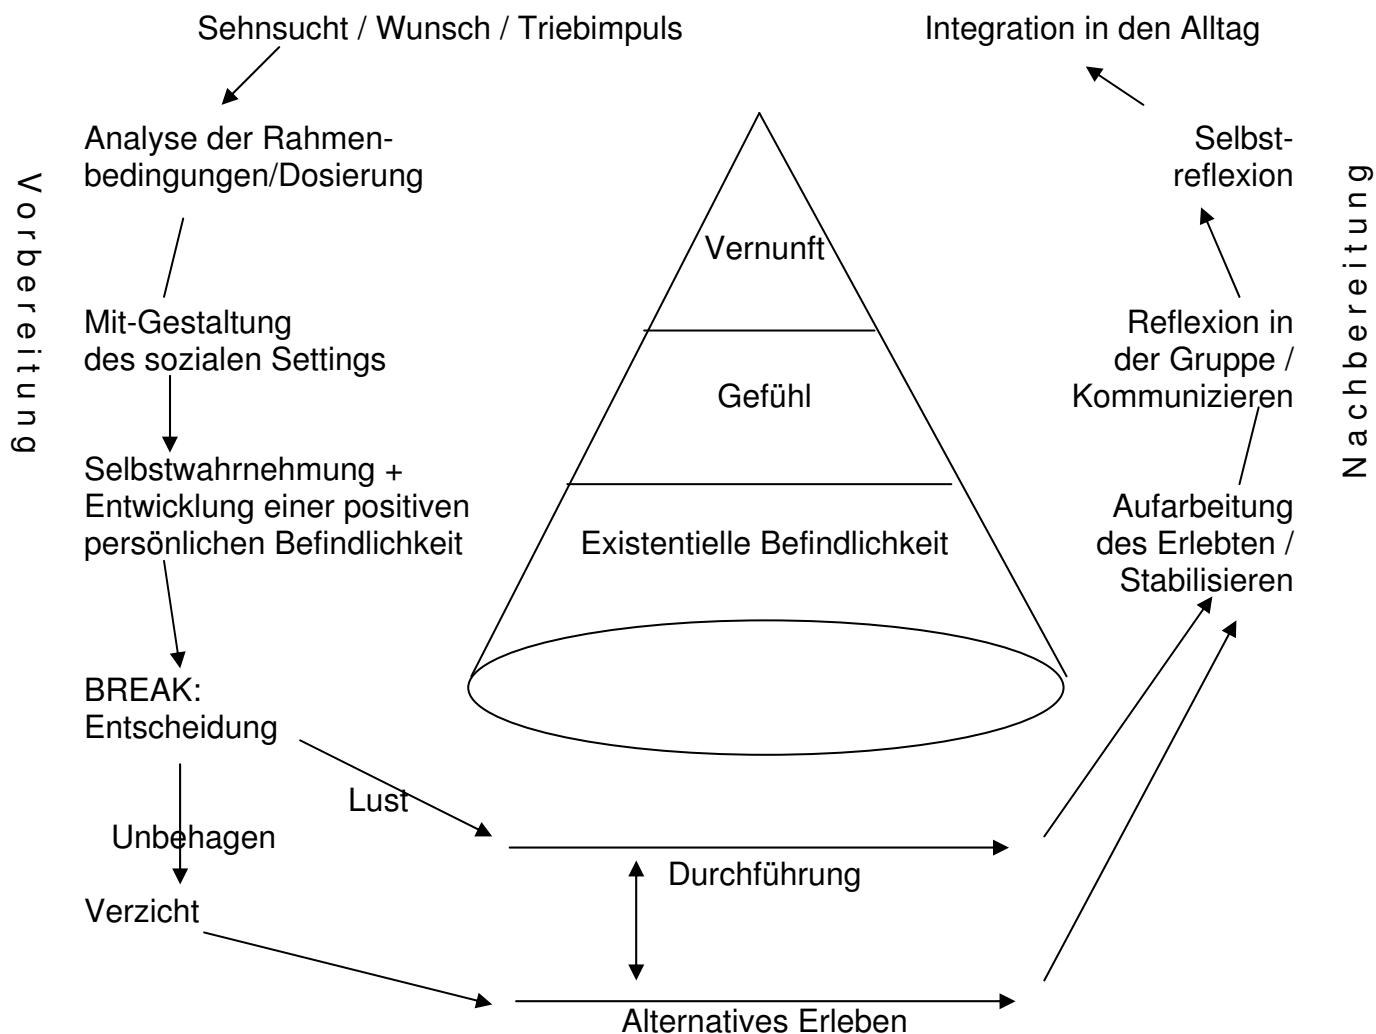 Sehnsucht / Wunsch / Triebimpuls
Integration in den Alltag
Vorbereitung
Analyse der Rahmen-
bedingungen/Dosierung
Mit-Gestaltung
des sozialen Settings
Selbstwahrnehmung +
Entwicklung einer positiven
persönlichen Befindlichkeit
BREAK:
Entscheidung
Unbehagen
Lust
Verzicht
Vernunft
Gefühl
Existentielle Befindlichkeit
Durchführung
Alternatives Erleben
Selbst-
reflexion
Reflexion in
der Gruppe /
Kommunizieren
Aufarbeitung
des Erlebten /
Stabilisieren
Nachbereitung